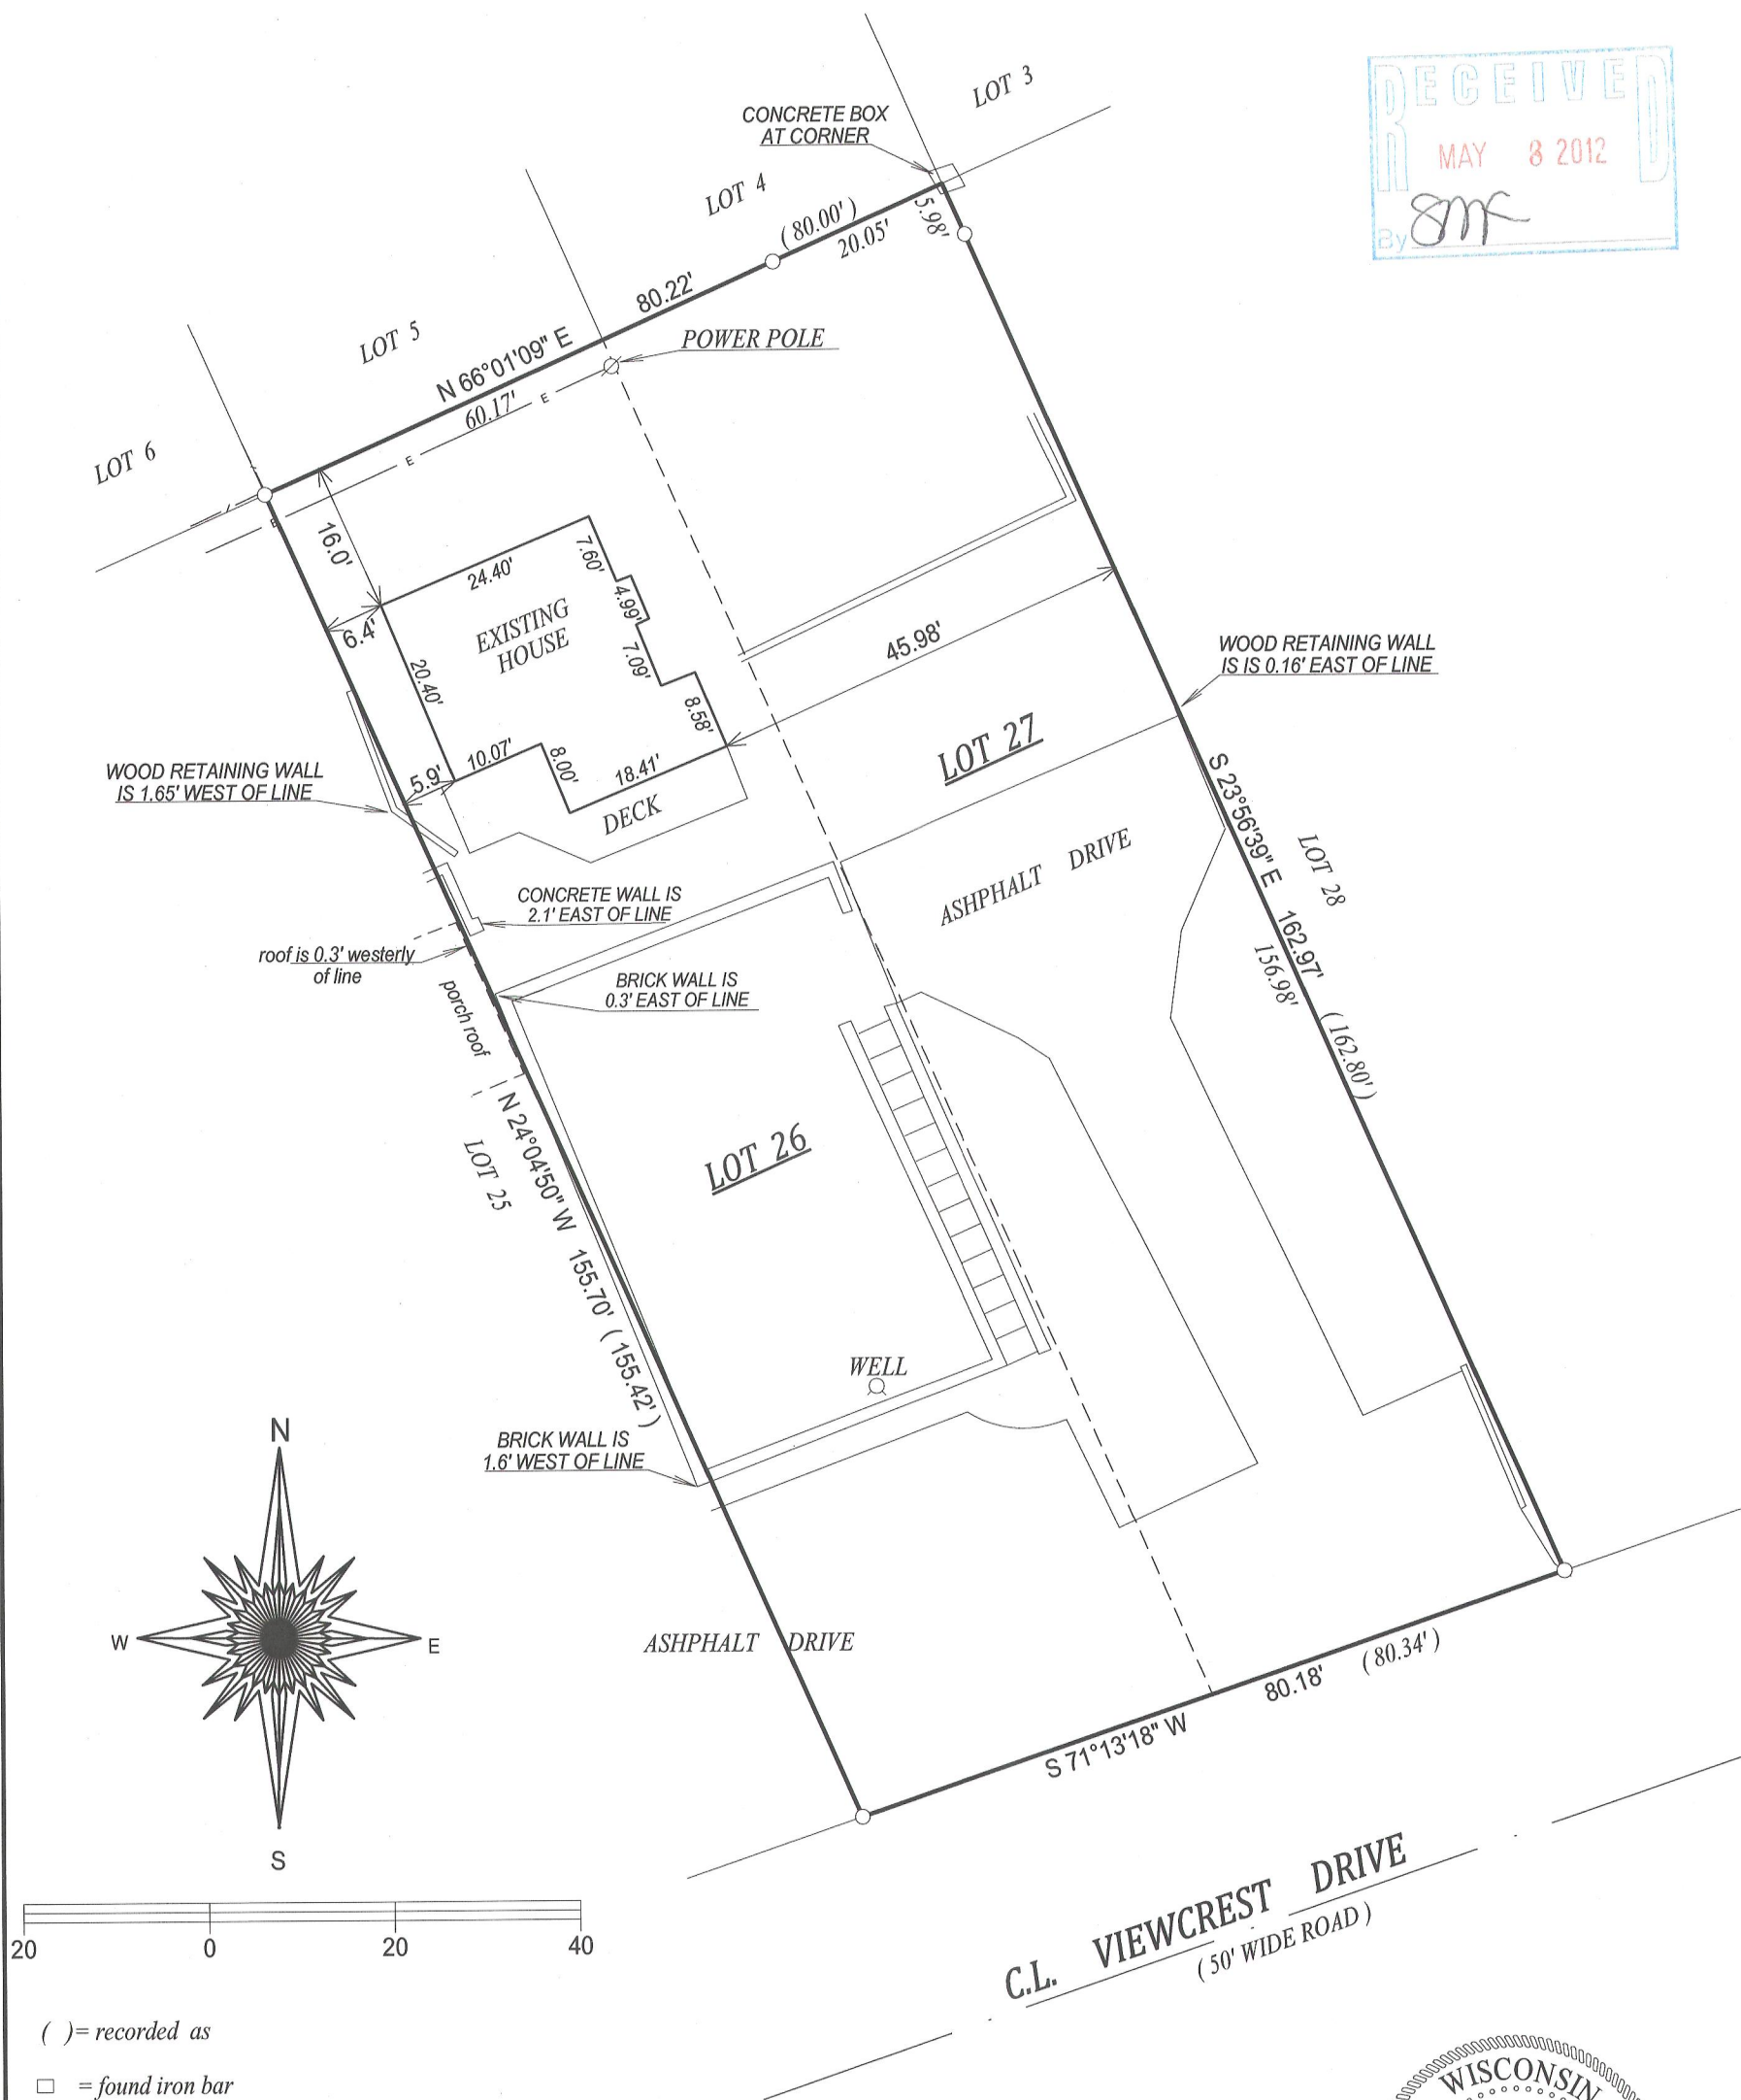 RECEIVED
MAY 8 2012
By SMK
LOT 3
CONCRETE BOX
AT CORNER
LOT 4
( 80.00' )
20.05'
5.98'
80.22'
LOT 5
N 66°01'09" E
POWER POLE
60.17'
E
E
E
LOT 6
16.0'
24.40'
7.60'
4.99'
EXISTING
HOUSE
6.4'
20.40'
7.09'
8.58'
45.98'
WOOD RETAINING WALL
IS IS 0.16' EAST OF LINE
LOT 27
WOOD RETAINING WALL
IS 1.65' WEST OF LINE
5.9'
10.07'
8.00'
18.41'
DECK
S 23°56'39" E 162.97'
156.98'
( 162.80' )
LOT 28
ASHPHALT DRIVE
CONCRETE WALL IS
2.1' EAST OF LINE
roof is 0.3' westerly
of line
porch roof
BRICK WALL IS
0.3' EAST OF LINE
N 24°04'50" W 155.70' ( 155.42' )
LOT 25
LOT 26
WELL
BRICK WALL IS
1.6' WEST OF LINE
N
W
E
S
ASHPHALT DRIVE
80.18'
( 80.34' )
S 71°13'18" W
C.L. VIEWCREST DRIVE
( 50' WIDE ROAD )
20 0 20 40
( )= recorded as
□ = found iron bar
WISCONSIN